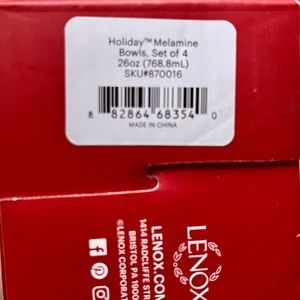 Holiday™ Melamine
Bowls, Set of 4
26oz (768,8mL)
SKU#870016
8 82864 68354 0
MADE IN CHINA
LENOX
LENOX.COM
1414 RADCLIFFE STR
BRISTOL PA 1900
©LENOX CORPORAT